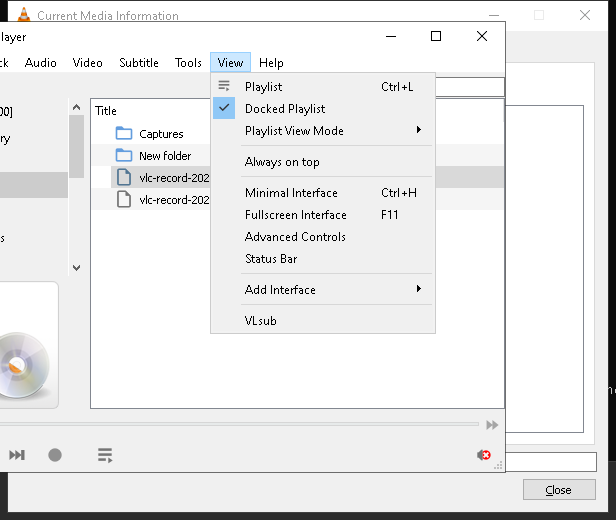 Current Media Information
layer
ck Audio Video Subtitle Tools View Help
Playlist Ctrl+L
Docked Playlist
Playlist View Mode
Always on top
Minimal Interface Ctrl+H
Fullscreen Interface F11
Advanced Controls
Status Bar
Add Interface
VLsub
00]
ry
s
Title
Captures
New folder
vlc-record-202
vlc-record-202
Close